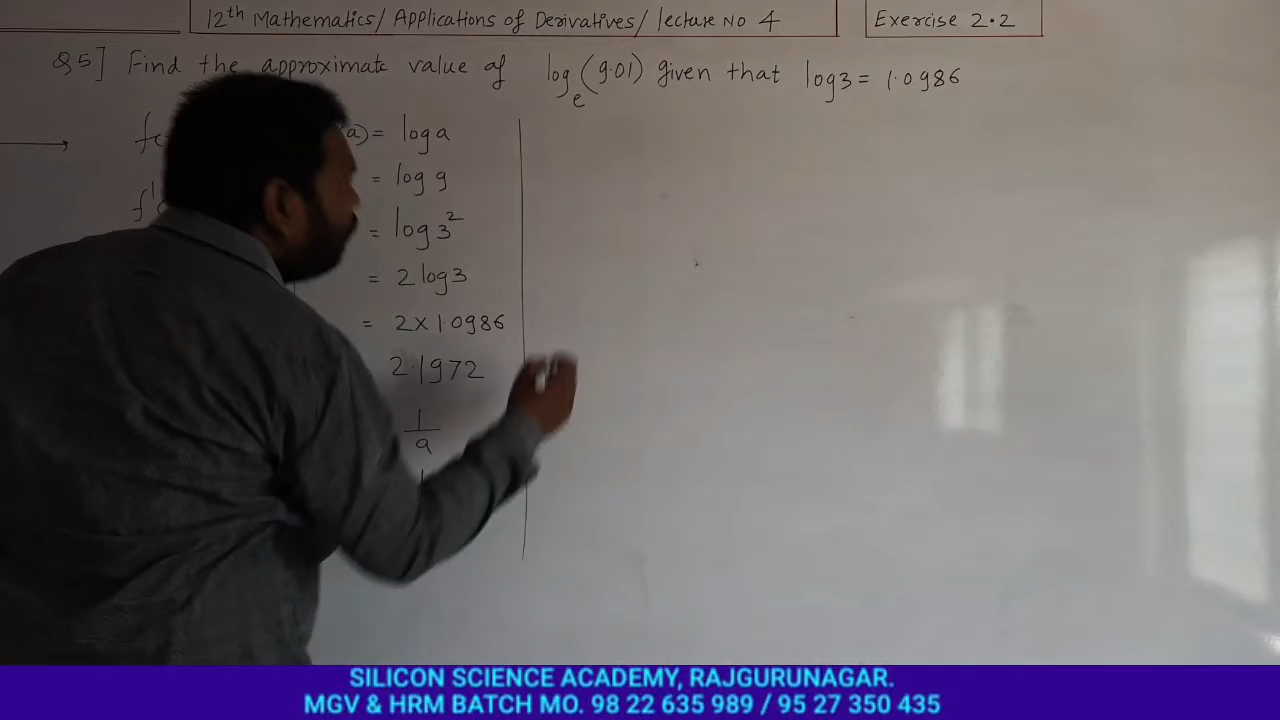 12th Mathematics/ Applications of Derivatives/ lecture No 4
Exercise 2.2
Q5] Find the approximate value of loge(9.01) given that log3 = 1.0986
(a) = log a
= log 9
= log 3²
= 2 log 3
= 2 × 1.0986
2.1972
1/a
SILICON SCIENCE ACADEMY, RAJGURUNAGAR.
MGV & HRM BATCH MO. 98 22 635 989 / 95 27 350 435